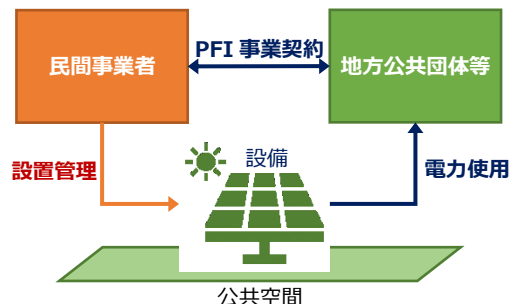 民間事業者
PFI 事業契約
地方公共団体等
設置管理
設備
電力使用
公共空間